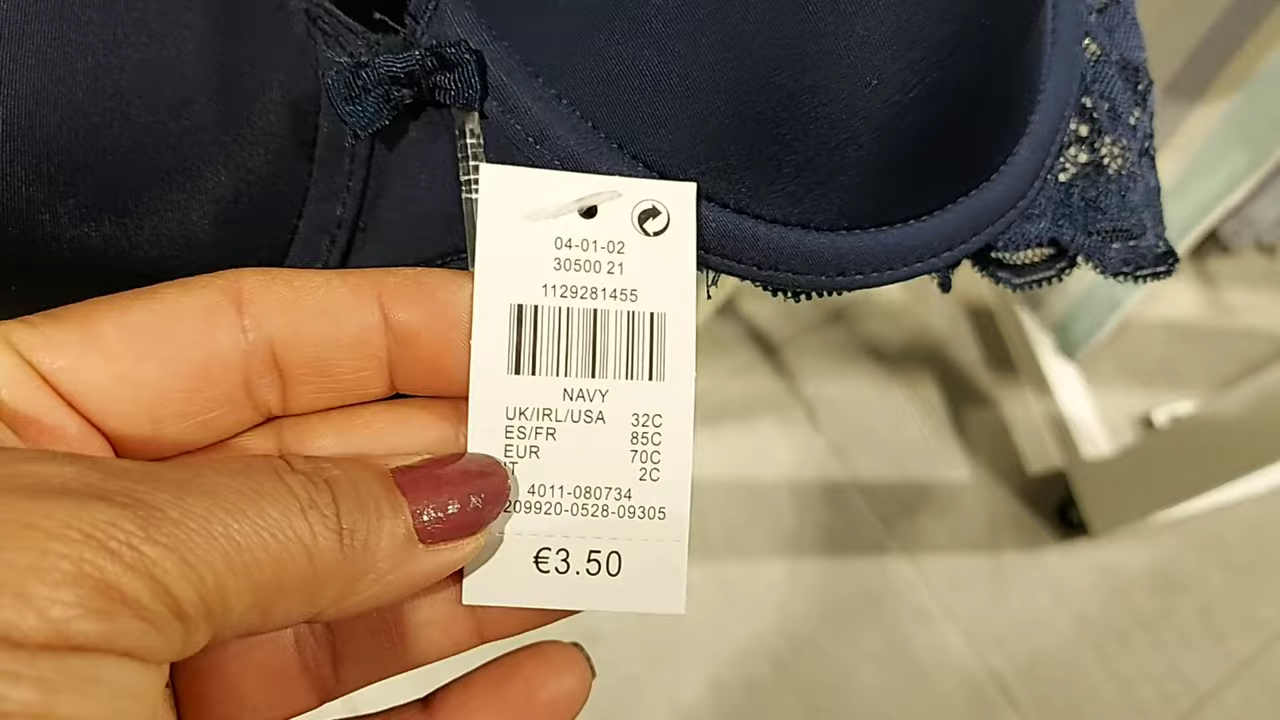 04-01-02
30500 21
1129281455
NAVY
UK/IRL/USA 32C
ES/FR 85C
EUR 70C
IT 2C
4011-080734
209920-0528-09305
€3.50